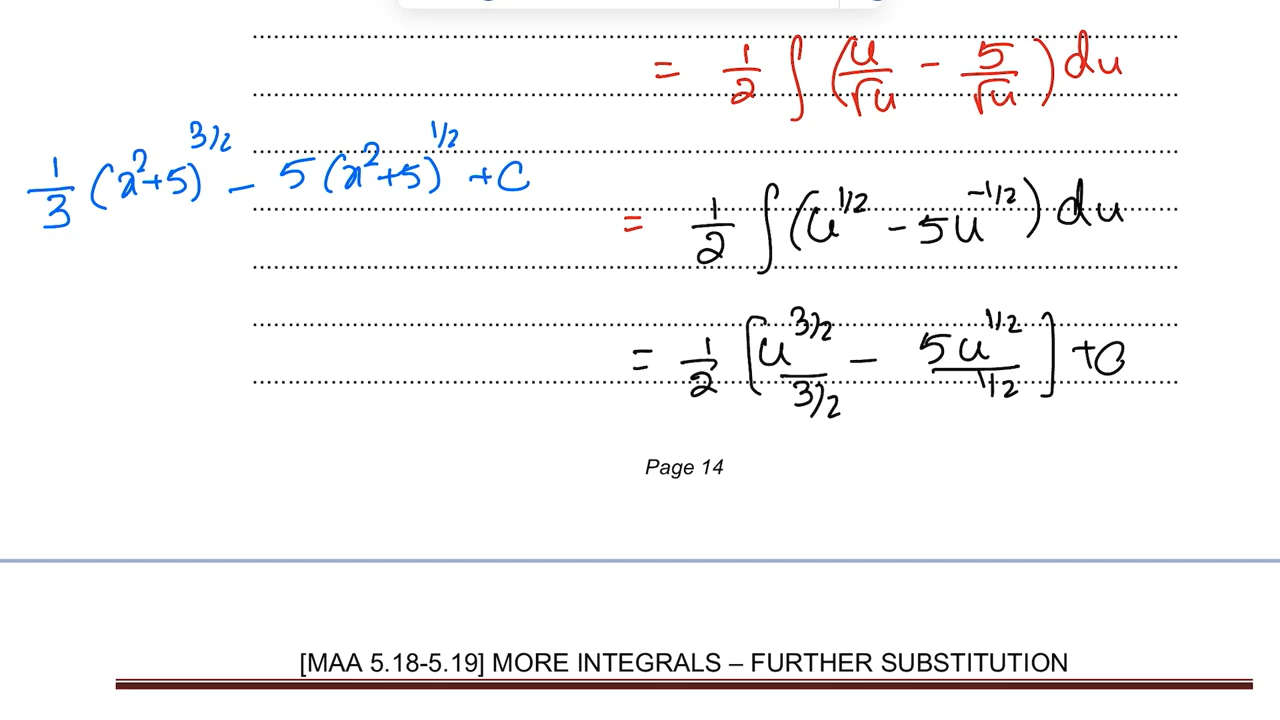 = 1/2 ∫ (u/√u - 5/√u) du
1/3 (x²+5)^3/2 - 5(x²+5)^1/2 + C
= 1/2 ∫ (u^1/2 - 5u^-1/2) du
= 1/2 [u^3/2 / 3/2 - 5u^1/2 / 1/2] + C
Page 14
[MAA 5.18-5.19] MORE INTEGRALS – FURTHER SUBSTITUTION